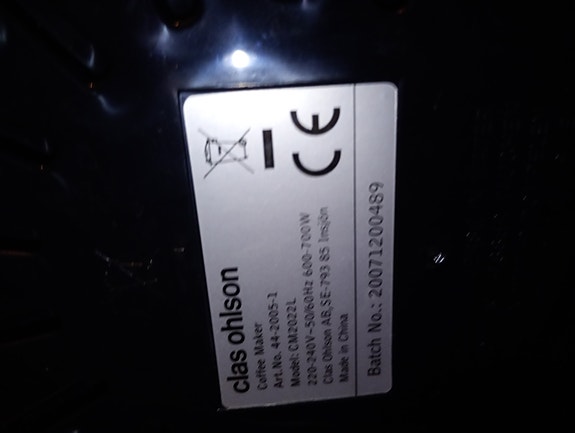 clas ohlson
Coffee Maker
Art.No. 44-2005-1
Model: CM2022L
220-240V~50/60Hz 600-700W
Clas Ohlson AB,SE-793 85 Insjön
Made in China
CE
Batch No.: 20071200489